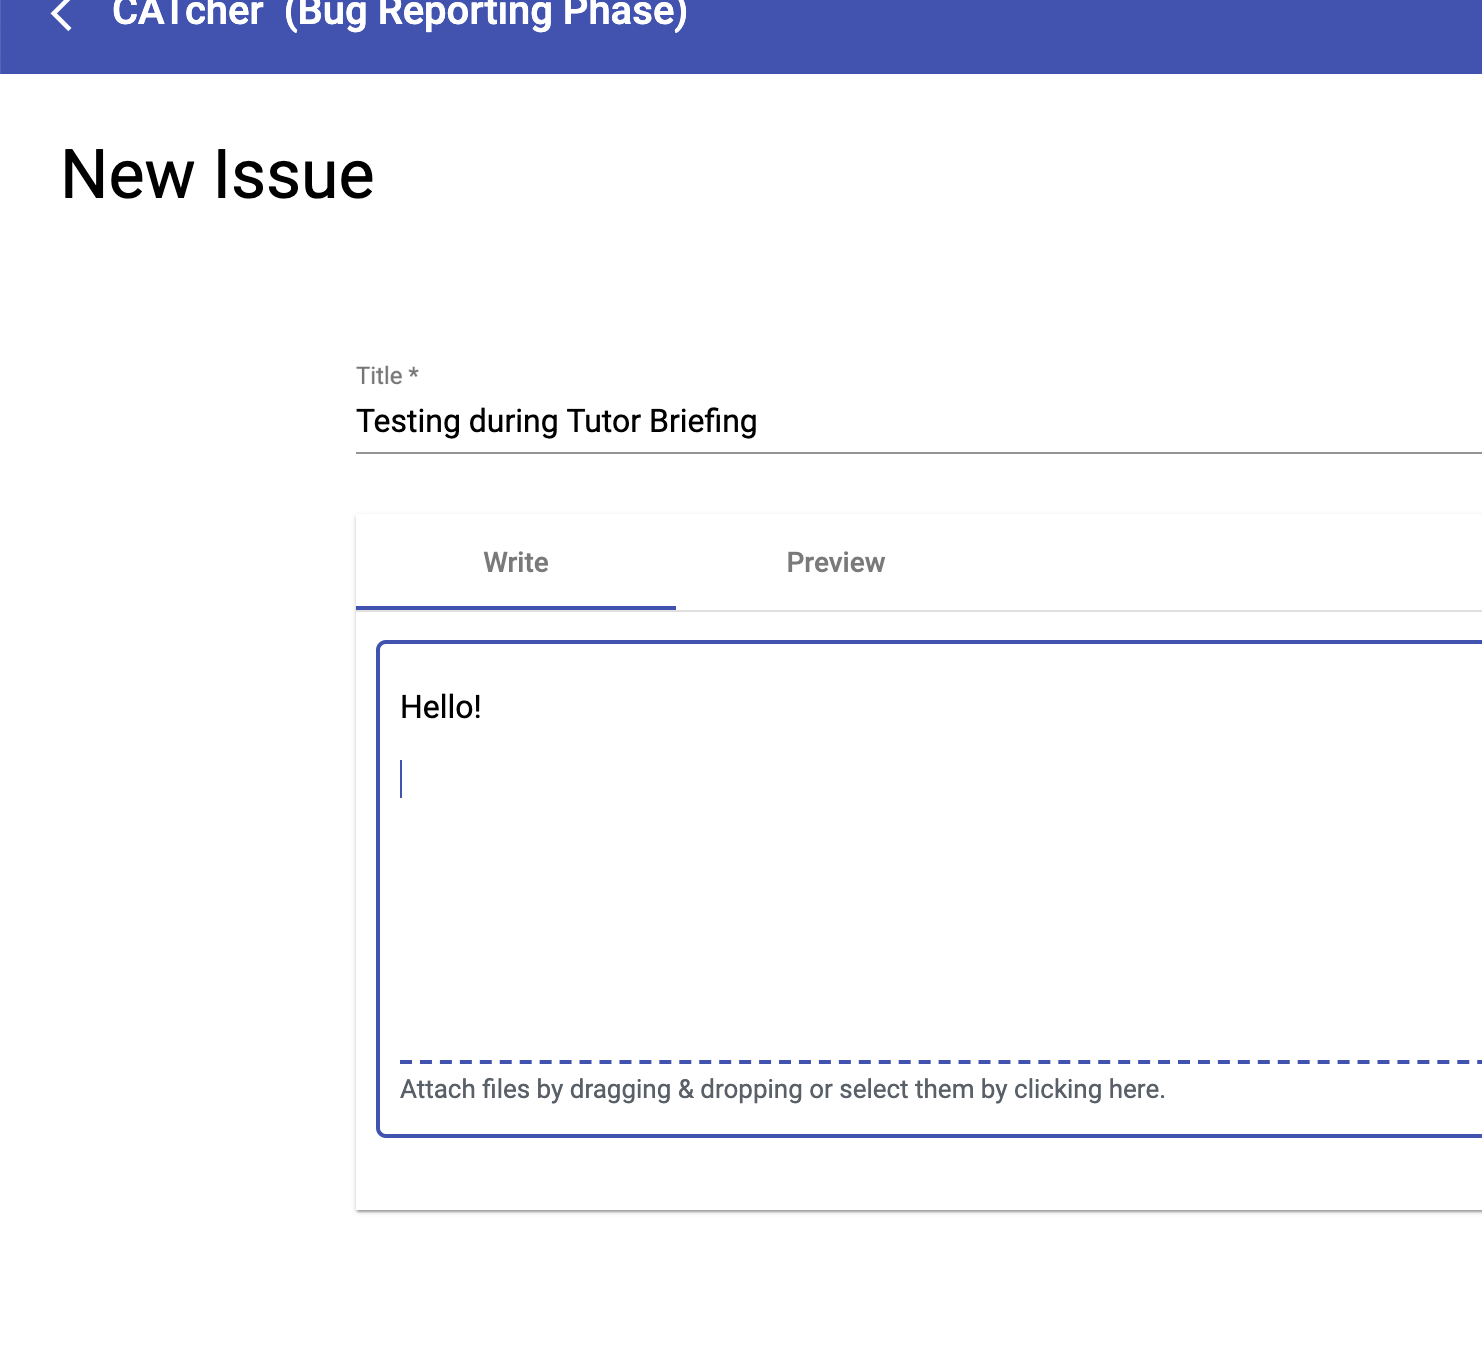 CATcher (Bug Reporting Phase)
New Issue
Title *
Testing during Tutor Briefing
Write Preview
Hello!
Attach files by dragging & dropping or select them by clicking here.